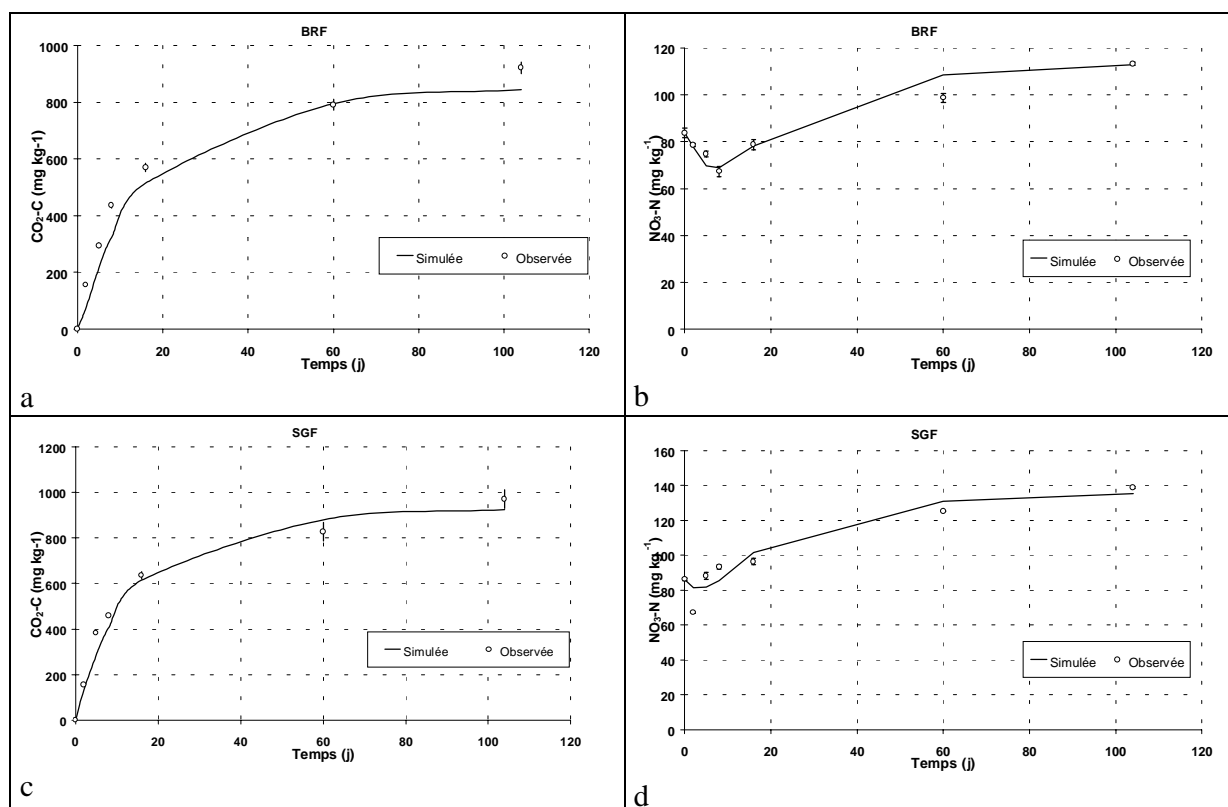 BRF
1000
800
600
400
200
0
CO₂-C (mg kg-1)
0 20 40 60 80 100 120
Temps (j)
Simulée Observée
a
BRF
120
100
80
60
40
20
0
NO₃-N (mg kg⁻¹)
0 20 40 60 80 100 120
Temps (j)
Simulée Observée
b
SGF
1200
1000
800
600
400
200
0
CO₂-C (mg kg-1)
0 20 40 60 80 100 120
Temps (j)
Simulée Observée
c
SGF
160
140
120
100
80
60
40
20
0
NO₃-N (mg kg⁻¹)
0 20 40 60 80 100 120
Temps (j)
Simulée Observée
d